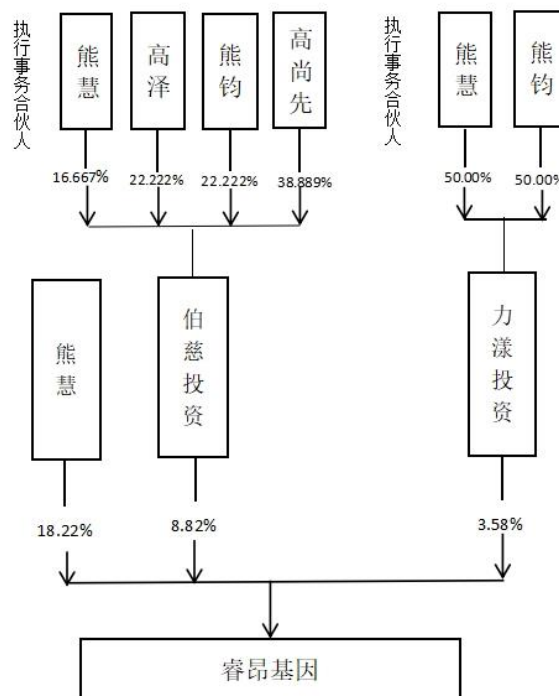 执行事务合伙人
熊慧
高泽
熊钧
高尚先
执行事务合伙人
熊慧
熊钧
16.667%
22.222%
22.222%
38.889%
50.00%
50.00%
熊慧
伯慈投资
力漾投资
18.22%
8.82%
3.58%
睿昂基因